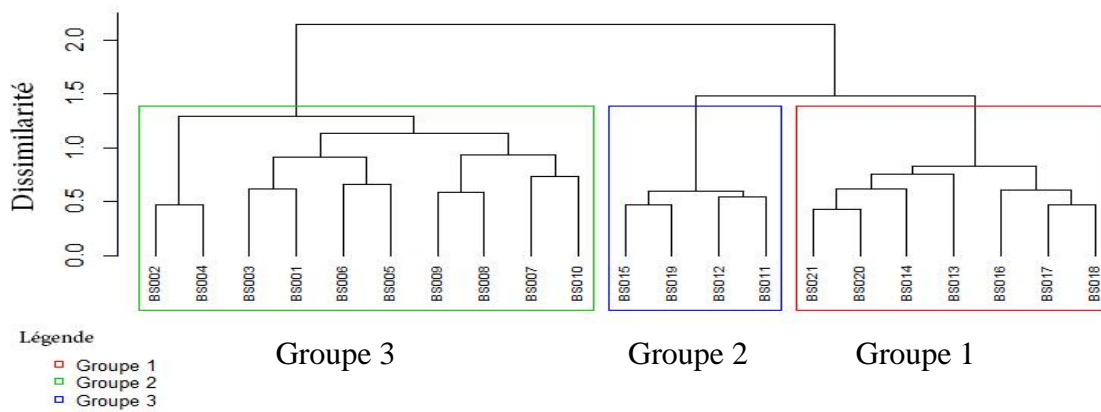 Dissimilarité
2.0
1.5
1.0
0.5
0.0
BS002
BS004
BS003
BS001
BS006
BS005
BS009
BS008
BS007
BS010
BS015
BS019
BS012
BS011
BS021
BS020
BS014
BS013
BS016
BS017
BS018
Groupe 3
Groupe 2
Groupe 1
Légende
Groupe 1
Groupe 2
Groupe 3